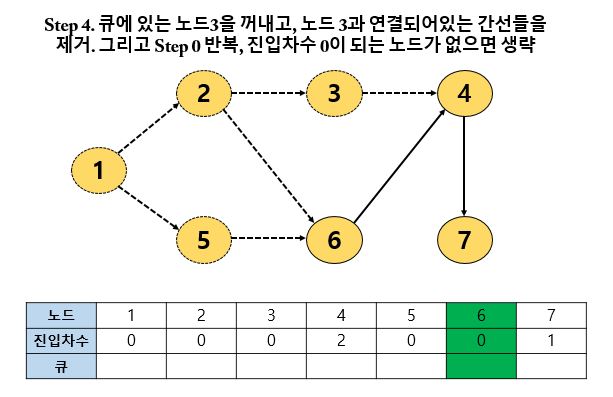 Step 4. 큐에 있는 노드3을 꺼내고, 노드 3과 연결되어있는 간선들을
제거. 그리고 Step 0 반복, 진입차수 0이 되는 노드가 없으면 생략
2 3 4
1
5 6 7
노드 1 2 3 4 5 6 7
진입차수 0 0 0 2 0 0 1
큐